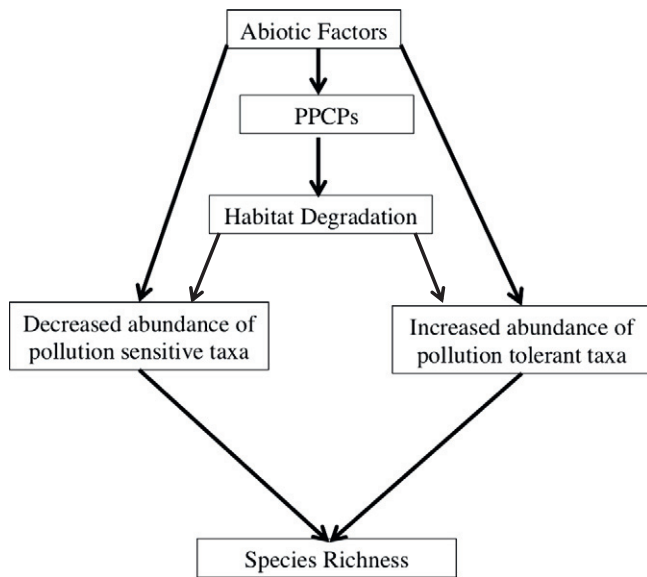 Abiotic Factors
PPCPs
Habitat Degradation
Decreased abundance of
pollution sensitive taxa
Increased abundance of
pollution tolerant taxa
Species Richness